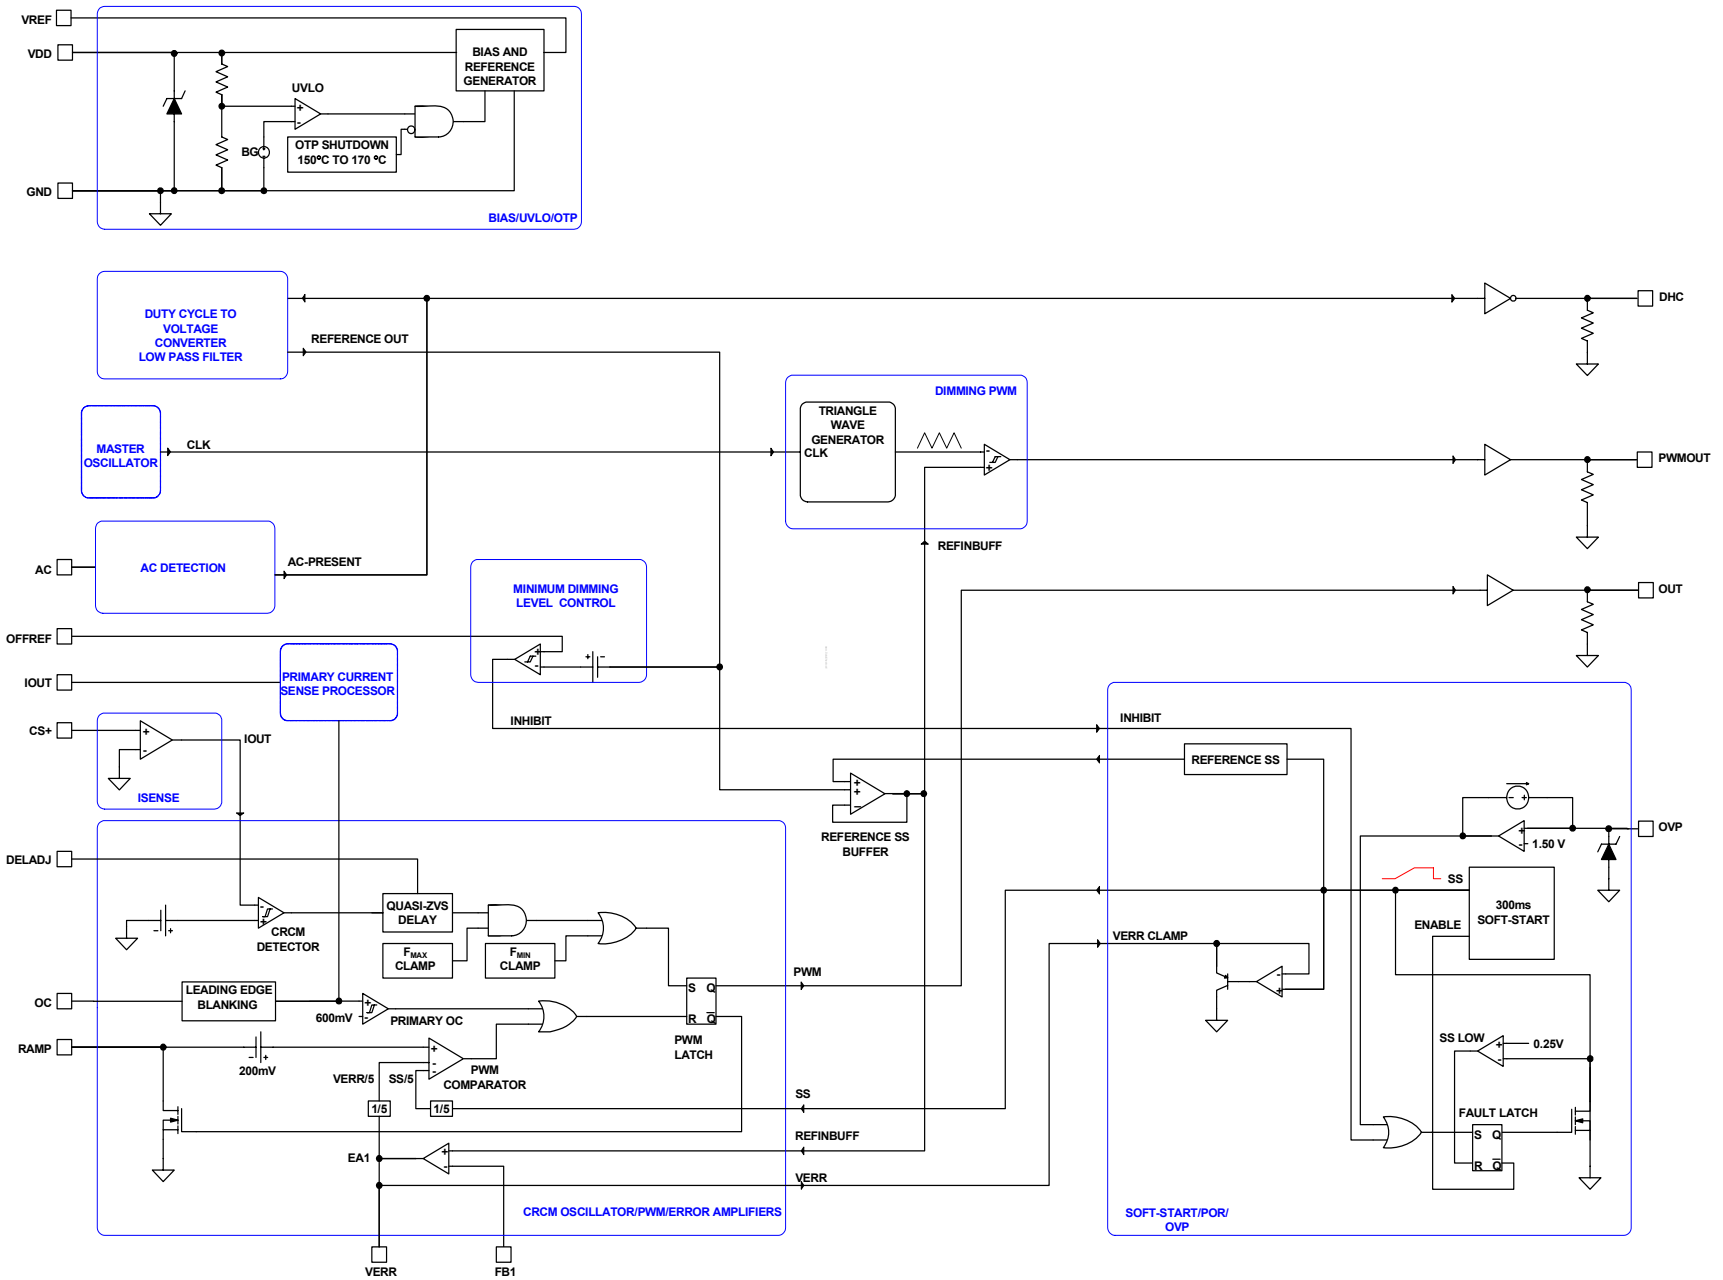 VREF
VDD
GND
UVLO
+
-
BG
OTP SHUTDOWN
150ºC TO 170 ºC
BIAS AND
REFERENCE
GENERATOR
BIAS/UVLO/OTP
DUTY CYCLE TO
VOLTAGE
CONVERTER
LOW PASS FILTER
REFERENCE OUT
DHC
MASTER
OSCILLATOR
CLK
DIMMING PWM
TRIANGLE
WAVE
GENERATOR
CLK
-
+
PWMOUT
REFINBUFF
AC
AC DETECTION
AC-PRESENT
MINIMUM DIMMING
LEVEL CONTROL
+
-
+ -
OUT
OFFREF
IOUT
PRIMARY CURRENT
SENSE PROCESSOR
CS+
+
-
IOUT
ISENSE
INHIBIT
INHIBIT
REFERENCE SS
+
+
–
REFERENCE SS
BUFFER
- +
+
-
1.50 V
OVP
DELADJ
QUASI-ZVS
DELAY
-
+
- +
CRCM
DETECTOR
FMAX
CLAMP
FMIN
CLAMP
SS
300ms
SOFT-START
ENABLE
VERR CLAMP
-
+
OC
LEADING EDGE
BLANKING
600mV
+
-
PRIMARY OC
S Q
R Q
PWM
LATCH
PWM
RAMP
- +
200mV
+
-
-
PWM
COMPARATOR
VERR/5
SS/5
1/5
1/5
SS
SS LOW
+
-
0.25V
FAULT LATCH
S Q
R Q
EA1
+
-
REFINBUFF
VERR
CRCM OSCILLATOR/PWM/ERROR AMPLIFIERS
SOFT-START/POR/
OVP
VERR
FB1